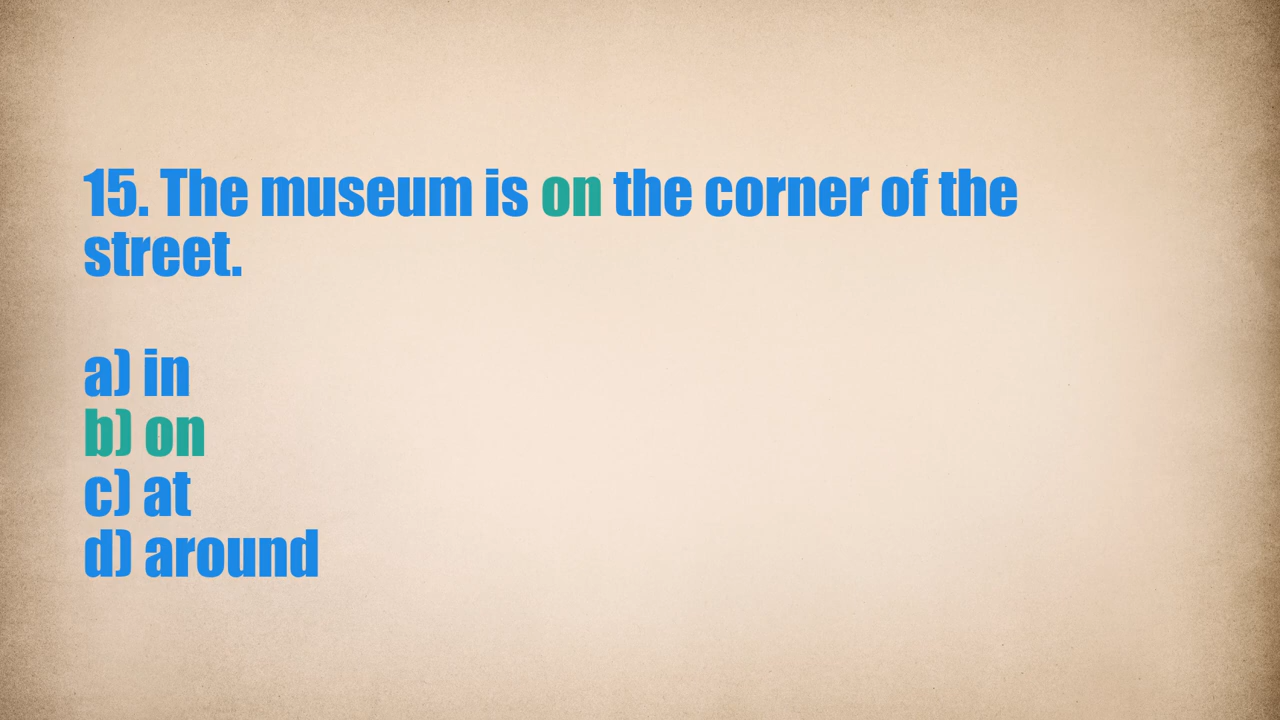 15. The museum is on the corner of the
street.
a) in
b) on
c) at
d) around